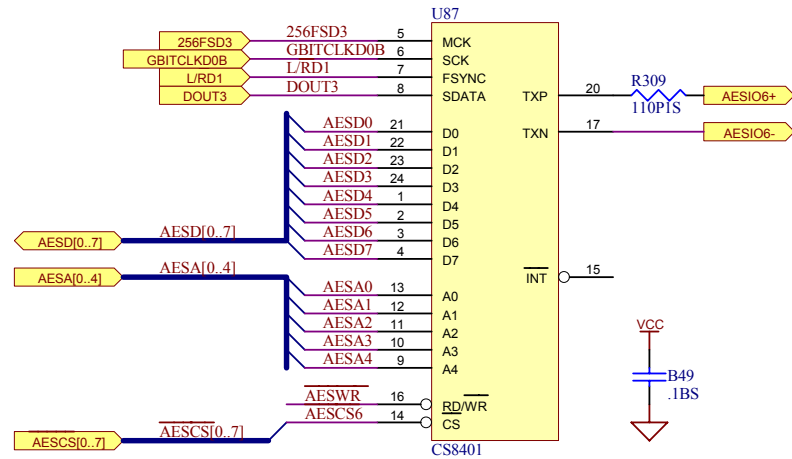 U87
256FSD3 256FSD3 5 MCK
GBITCLKD0B GBITCLKD0B 6 SCK
L/RD1 L/RD1 7 FSYNC
DOUT3 DOUT3 8 SDATA TXP 20 R309 AESIO6+
110P1S
AESD0 21 D0 TXN 17 AESIO6-
AESD1 22 D1
AESD2 23 D2
AESD3 24 D3
AESD4 1 D4
AESD5 2 D5
AESD6 3 D6
AESD[0..7] AESD[0..7] AESD7 4 D7
AESA[0..4] AESA[0..4] INT 15
AESA0 13 A0
AESA1 12 A1
AESA2 11 A2
AESA3 10 A3
AESA4 9 A4
VCC
B49
.1BS
AESWR 16 RD/WR
AESCS6 14 CS
AESCS[0..7] AESCS[0..7]
CS8401